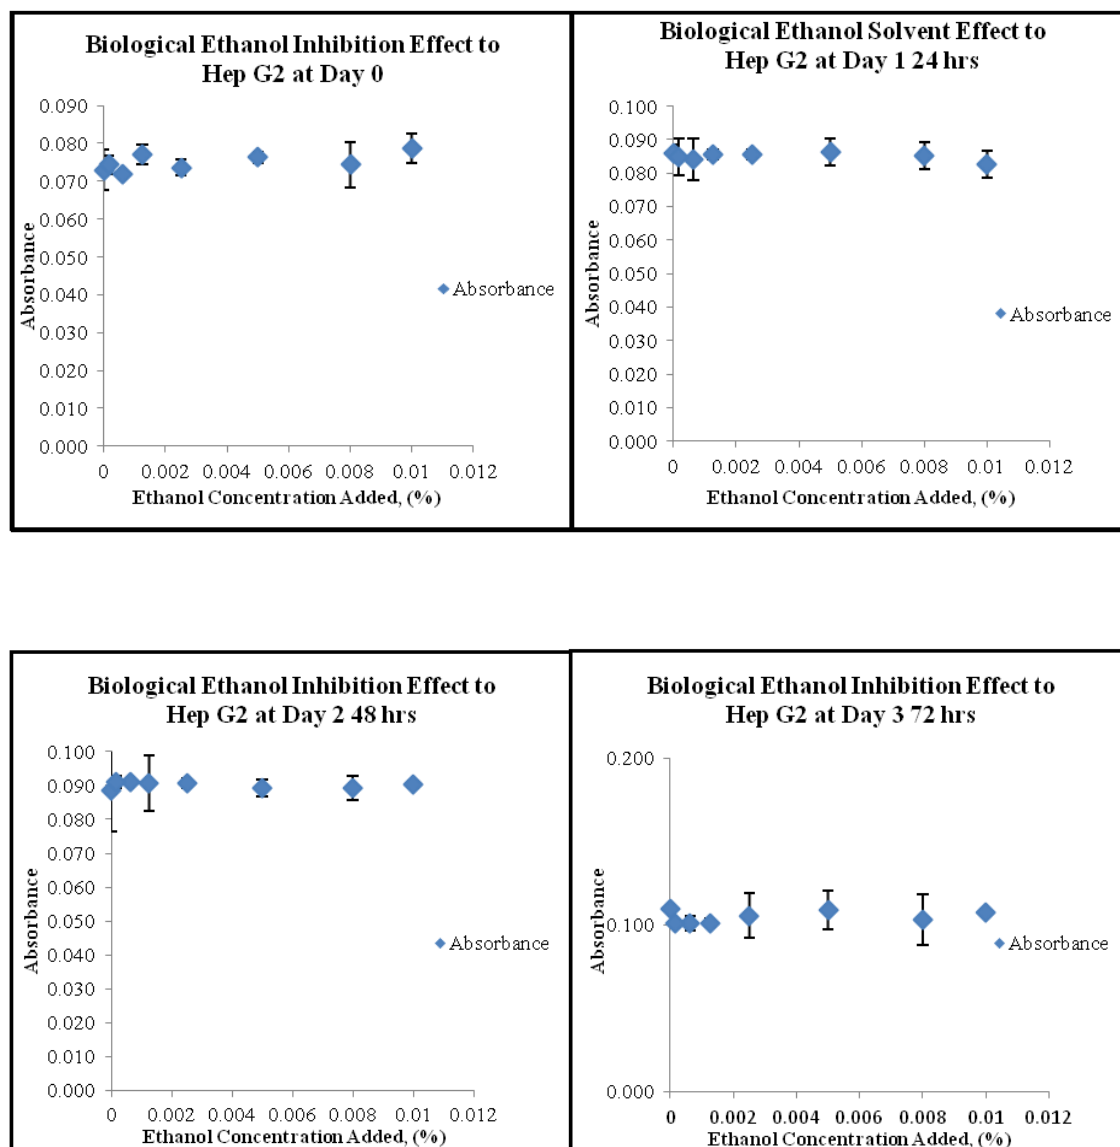 Biological Ethanol Inhibition Effect to
Hep G2 at Day 0
0.090
0.080
0.070
0.060
0.050
0.040
0.030
0.020
0.010
0.000
Absorbance
Absorbance
0 0.002 0.004 0.006 0.008 0.01 0.012
Ethanol Concentration Added, (%)
Biological Ethanol Solvent Effect to
Hep G2 at Day 1 24 hrs
0.100
0.090
0.080
0.070
0.060
0.050
0.040
0.030
0.020
0.010
0.000
Absorbance
Absorbance
0 0.002 0.004 0.006 0.008 0.01 0.012
Ethanol Concentration Added, (%)
Biological Ethanol Inhibition Effect to
Hep G2 at Day 2 48 hrs
0.100
0.090
0.080
0.070
0.060
0.050
0.040
0.030
0.020
0.010
0.000
Absorbance
Absorbance
0 0.002 0.004 0.006 0.008 0.01 0.012
Ethanol Concentration Added, (%)
Biological Ethanol Inhibition Effect to
Hep G2 at Day 3 72 hrs
0.200
0.100
0.000
Absorbance
Absorbance
0 0.002 0.004 0.006 0.008 0.01 0.012
Ethanol Concentration Added, (%)